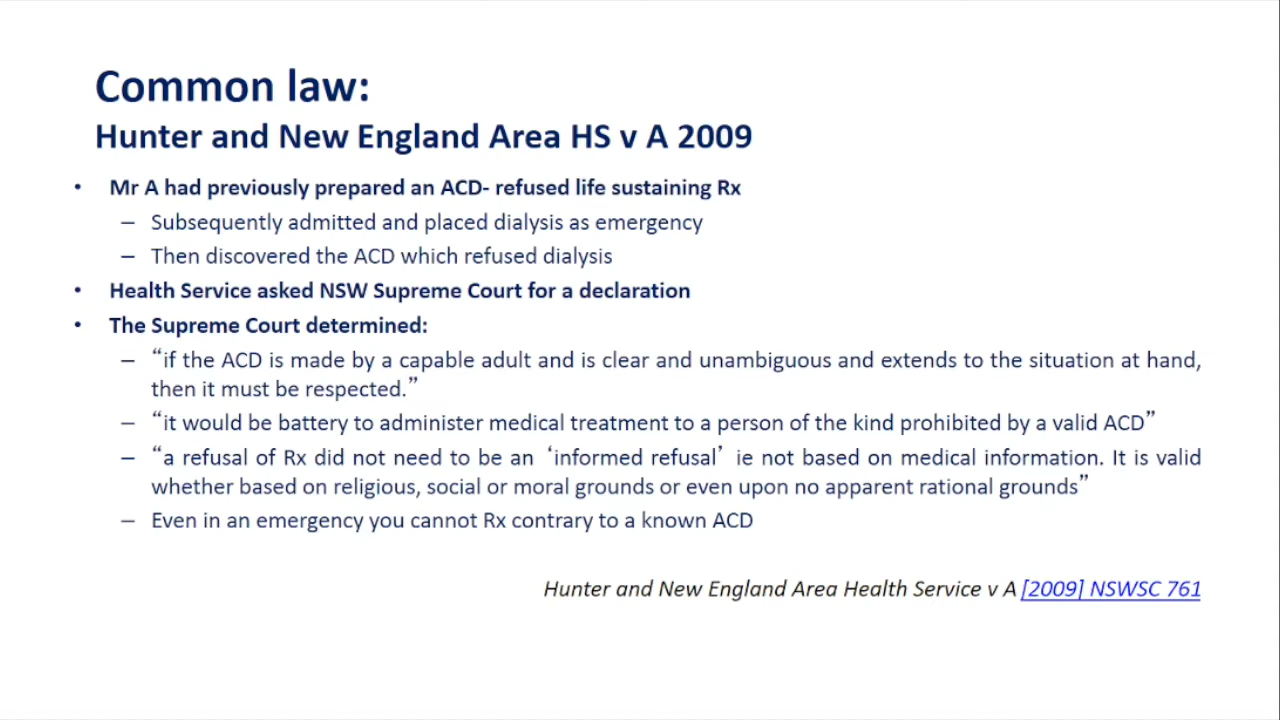 Common law:
Hunter and New England Area HS v A 2009
• Mr A had previously prepared an ACD- refused life sustaining Rx
– Subsequently admitted and placed dialysis as emergency
– Then discovered the ACD which refused dialysis
• Health Service asked NSW Supreme Court for a declaration
• The Supreme Court determined:
– “if the ACD is made by a capable adult and is clear and unambiguous and extends to the situation at hand,
then it must be respected.”
– “it would be battery to administer medical treatment to a person of the kind prohibited by a valid ACD”
– “a refusal of Rx did not need to be an ‘informed refusal’ ie not based on medical information. It is valid
whether based on religious, social or moral grounds or even upon no apparent rational grounds”
– Even in an emergency you cannot Rx contrary to a known ACD
Hunter and New England Area Health Service v A [2009] NSWSC 761